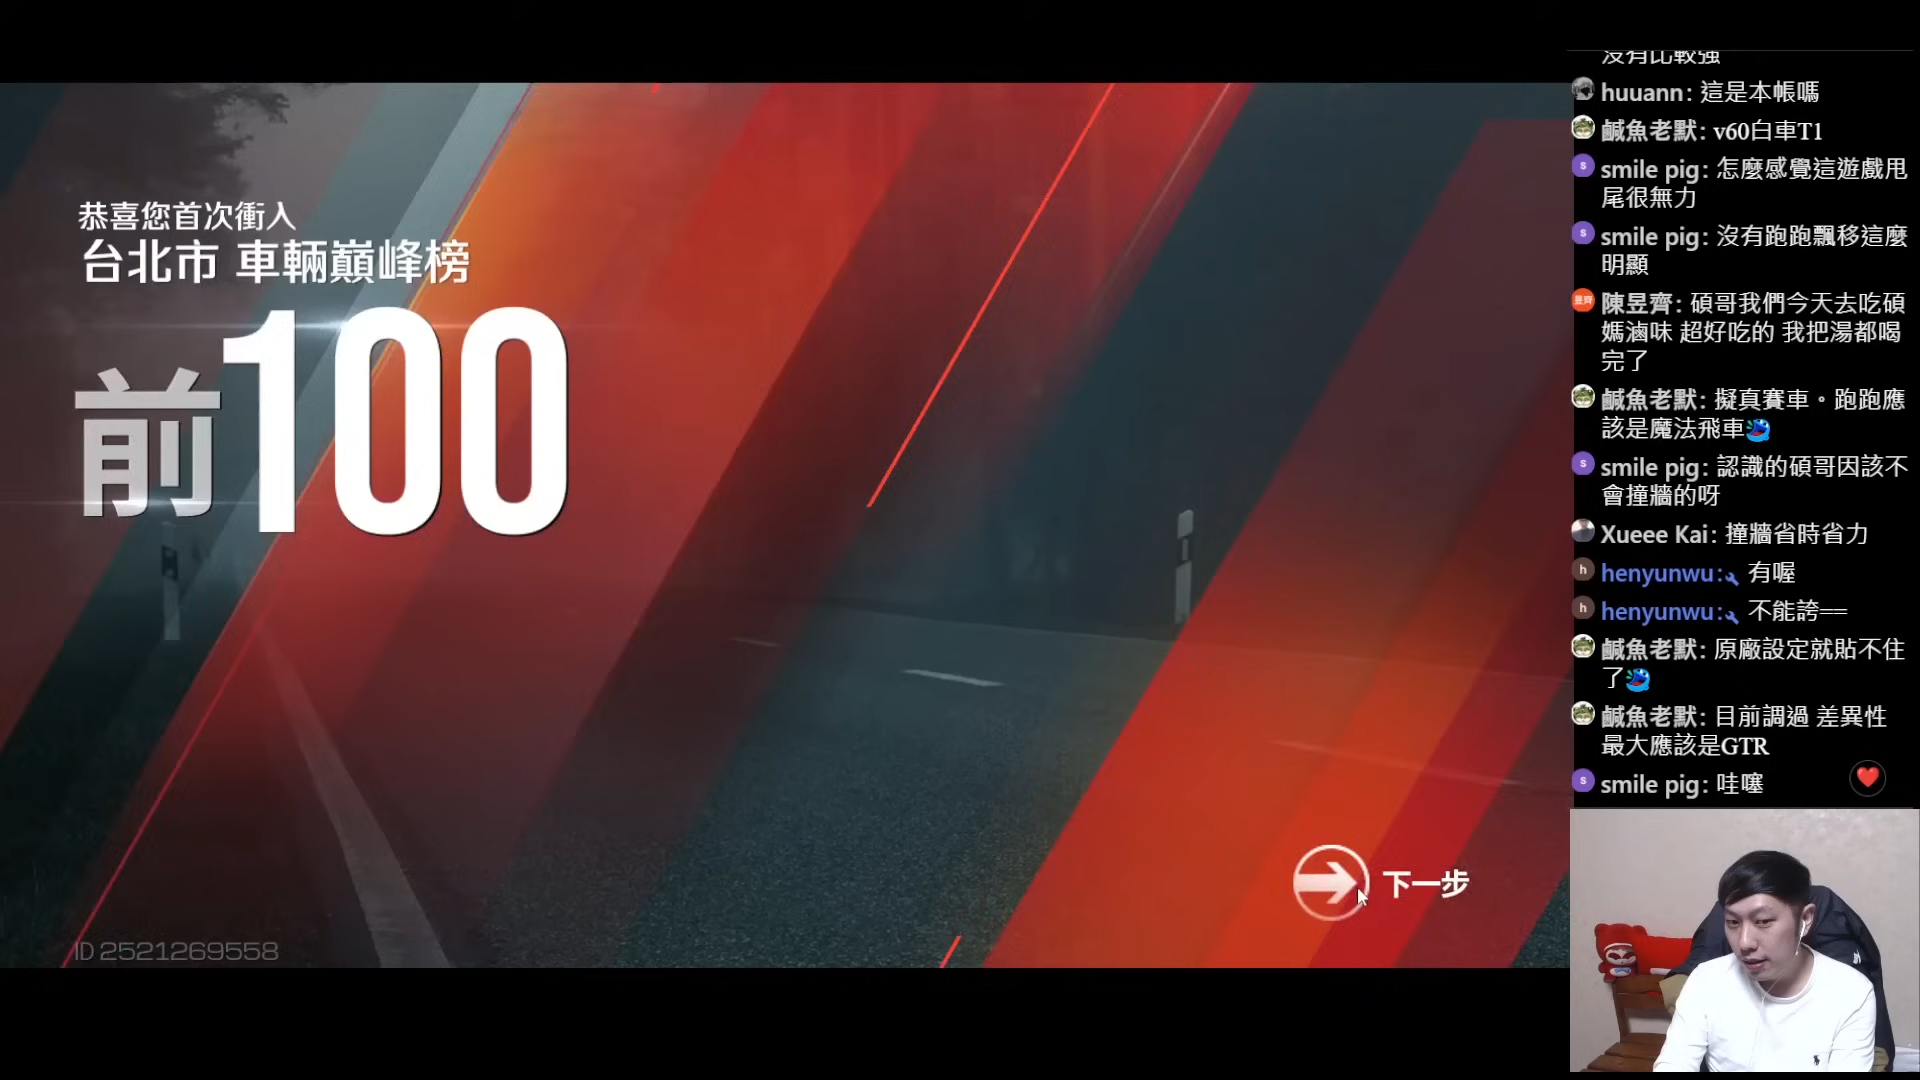 恭喜您首次衝入
台北市 車輛巔峰榜
前100
下一步
ID 2521269558
沒有比較強
huuann: 這是本帳嗎
鹹魚老默: v60白車T1
smile pig: 怎麼感覺這遊戲甩
尾很無力
smile pig: 沒有跑跑飄移這麼
明顯
陳昱齊: 碩哥我們今天去吃碩
媽滷味 超好吃的 我把湯都喝
完了
鹹魚老默: 擬真賽車。跑跑應
該是魔法飛車
smile pig: 認識的碩哥因該不
會撞牆的呀
Xueee Kai: 撞牆省時省力
henyunwu: 有喔
henyunwu: 不能誇==
鹹魚老默: 原廠設定就貼不住
了
鹹魚老默: 目前調過 差異性
最大應該是GTR
smile pig: 哇噻